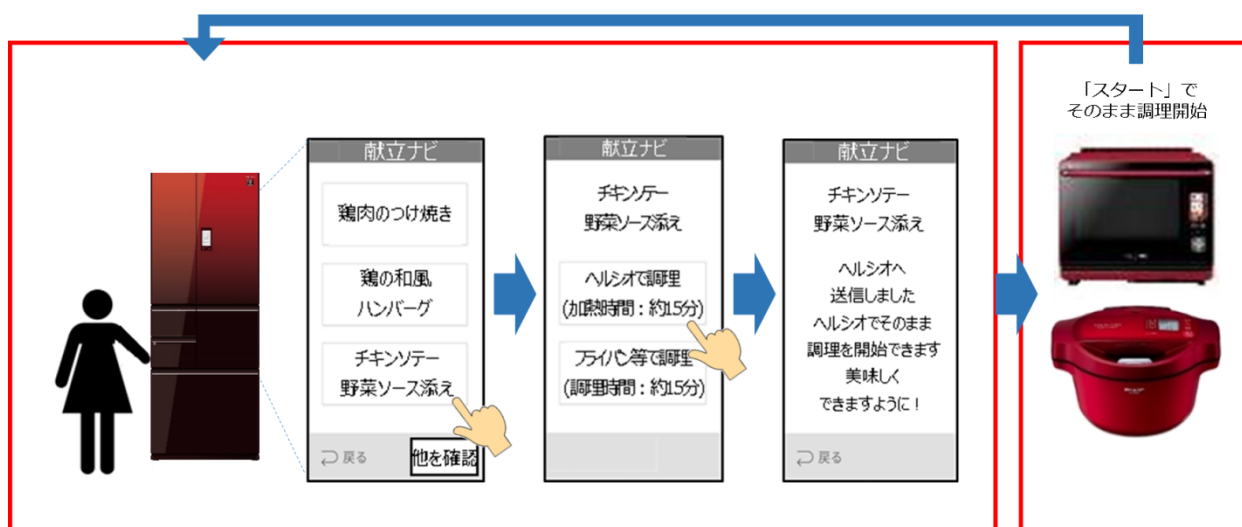 「スタート」で
そのまま調理開始
献立ナビ
鶏肉のつけ焼き
鶏の和風
ハンバーグ
チキンソテー
野菜ソース添え
戻る
他を確認
献立ナビ
チキンソテー
野菜ソース添え
ヘルシオで調理
(加熱時間：約15分)
フライパン等で調理
(調理時間：約15分)
献立ナビ
チキンソテー
野菜ソース添え
ヘルシオへ
送信しました
ヘルシオでそのまま
調理を開始できます
美味しく
できますように！
戻る